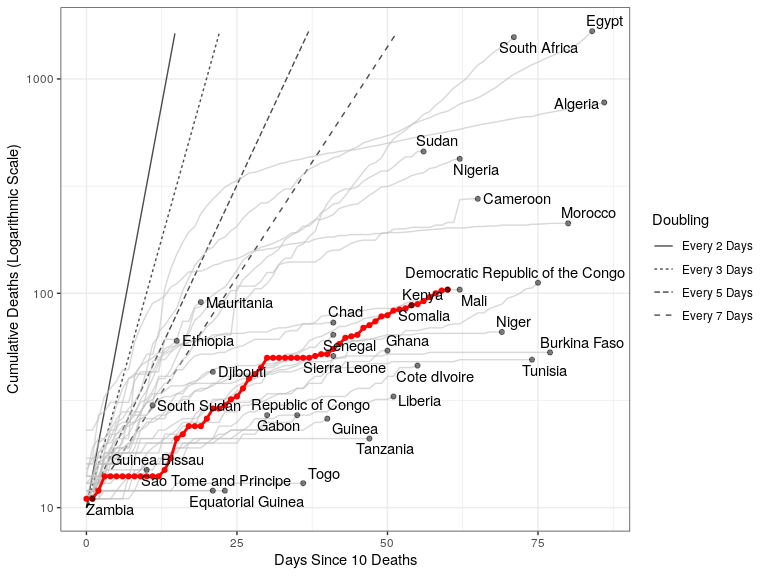 Egypt
South Africa
Algeria
Sudan
Nigeria
Cameroon
Morocco
Democratic Republic of the Congo
Kenya
Mali
Mauritania
Somalia
Chad
Niger
Ethiopia
Senegal
Ghana
Burkina Faso
Sierra Leone
Djibouti
Cote dIvoire
Tunisia
South Sudan
Republic of Congo
Liberia
Gabon
Guinea
Tanzania
Guinea Bissau
Sao Tome and Principe
Togo
Equatorial Guinea
Zambia
1000
100
10
0
25
50
75
Days Since 10 Deaths
Cumulative Deaths (Logarithmic Scale)
Doubling
Every 2 Days
Every 3 Days
Every 5 Days
Every 7 Days